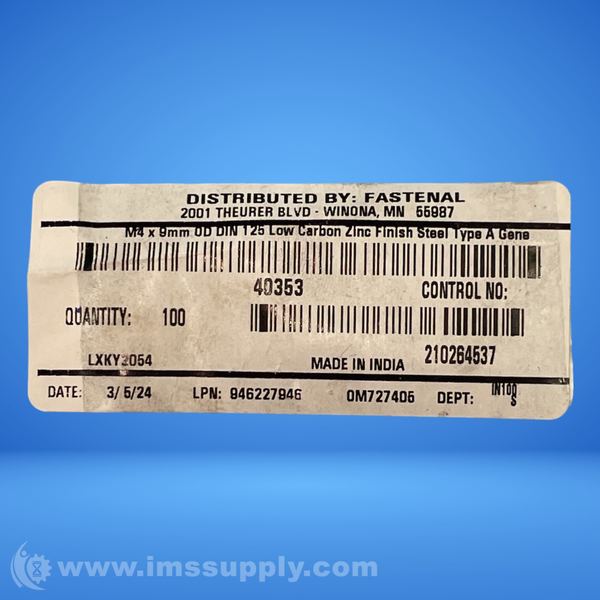 DISTRIBUTED BY: FASTENAL
2001 THEURER BLVD - WINONA, MN 55987
M4 x 9mm OD DIN 125 Low Carbon Zinc Finish Steel Type A Gene
40353 CONTROL NO:
QUANTITY: 100
LXKY2054 MADE IN INDIA 210264537
DATE: 3/ 5/24 LPN: 946227946 OM727405 DEPT: IN100
S
www.imssupply.com